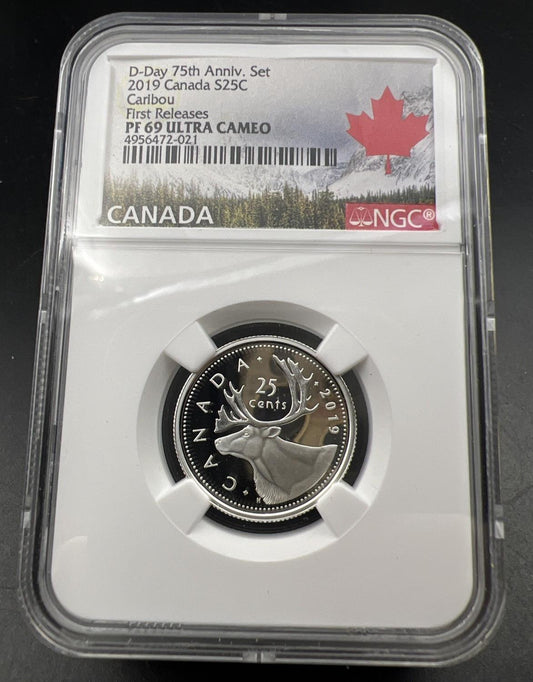 D-Day 75th Anniv. Set
2019 Canada S25C
Caribou
First Releases
PF 69 ULTRA CAMEO
4956472-021
CANADA
NGC®
CANADA
25
cents
2019
H